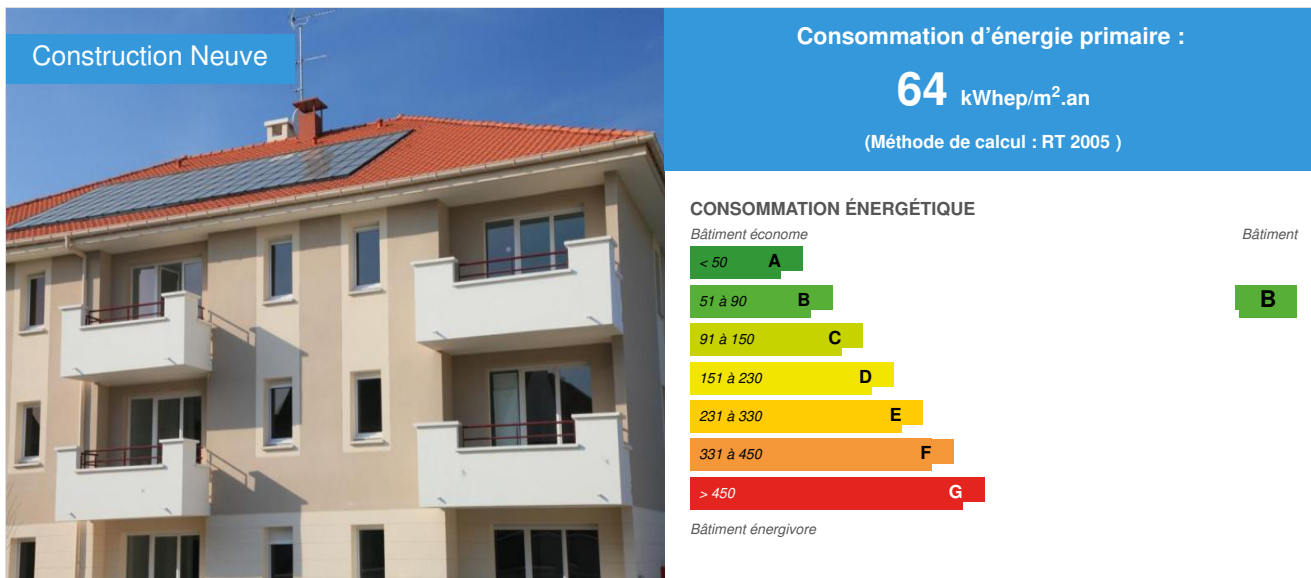 Construction Neuve
Consommation d'énergie primaire :
64 kWhep/m².an
(Méthode de calcul : RT 2005 )
CONSOMMATION ÉNERGÉTIQUE
Bâtiment économe
Bâtiment
< 50 A
51 à 90 B
B
91 à 150 C
151 à 230 D
231 à 330 E
331 à 450 F
> 450 G
Bâtiment énergivore